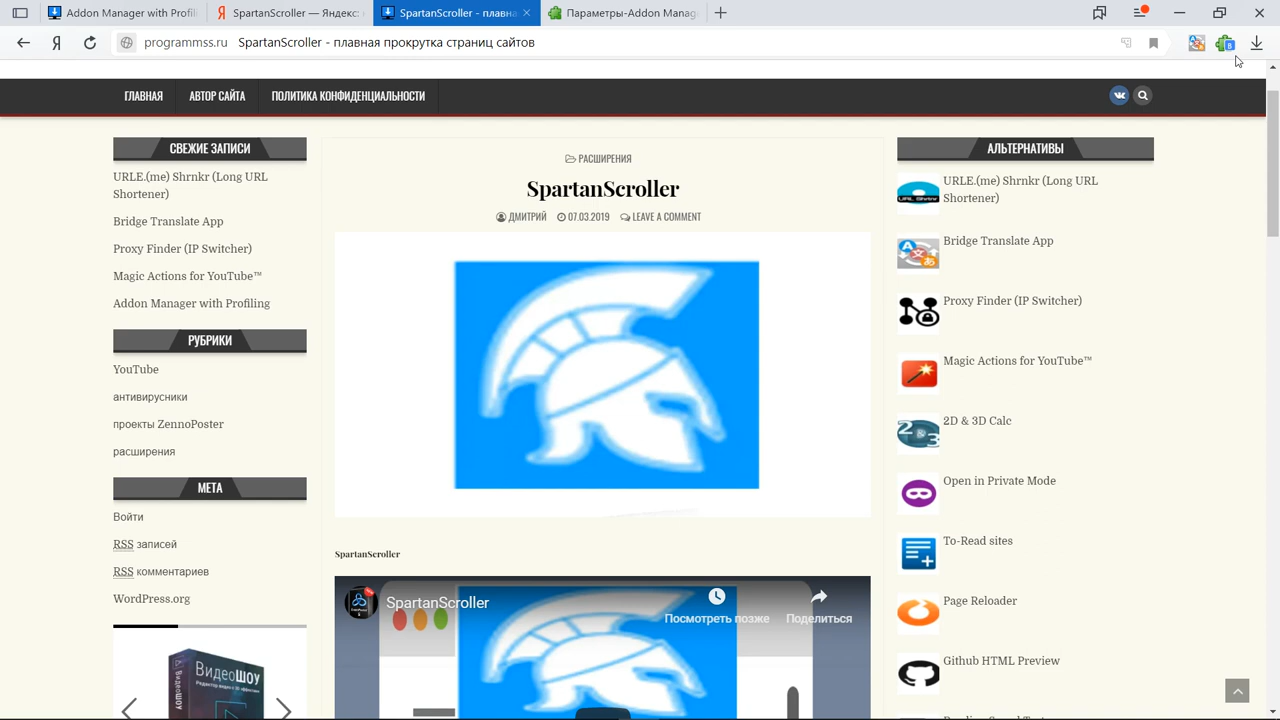 Addon Manager with Profili
SpartanScroller — Яндекс:
SpartanScroller - плавна
Параметры-Addon Manag
programmss.ru SpartanScroller - плавная прокрутка страниц сайтов
ГЛАВНАЯ
АВТОР САЙТА
ПОЛИТИКА КОНФИДЕНЦИАЛЬНОСТИ
СВЕЖИЕ ЗАПИСИ
URLE.(me) Shrnkr (Long URL
Shortener)
Bridge Translate App
Proxy Finder (IP Switcher)
Magic Actions for YouTube™
Addon Manager with Profiling
РУБРИКИ
YouTube
антивирусники
проекты ZennoPoster
расширения
МЕТА
Войти
RSS записей
RSS комментариев
WordPress.org
ВидеоШОУ
РАСШИРЕНИЯ
SpartanScroller
ДМИТРИЙ 07.03.2019 LEAVE A COMMENT
SpartanScroller
SpartanScroller
Посмотреть позже
Поделиться
АЛЬТЕРНАТИВЫ
URLE.(me) Shrnkr (Long URL
Shortener)
Bridge Translate App
Proxy Finder (IP Switcher)
Magic Actions for YouTube™
2D & 3D Calc
Open in Private Mode
To-Read sites
Page Reloader
Github HTML Preview